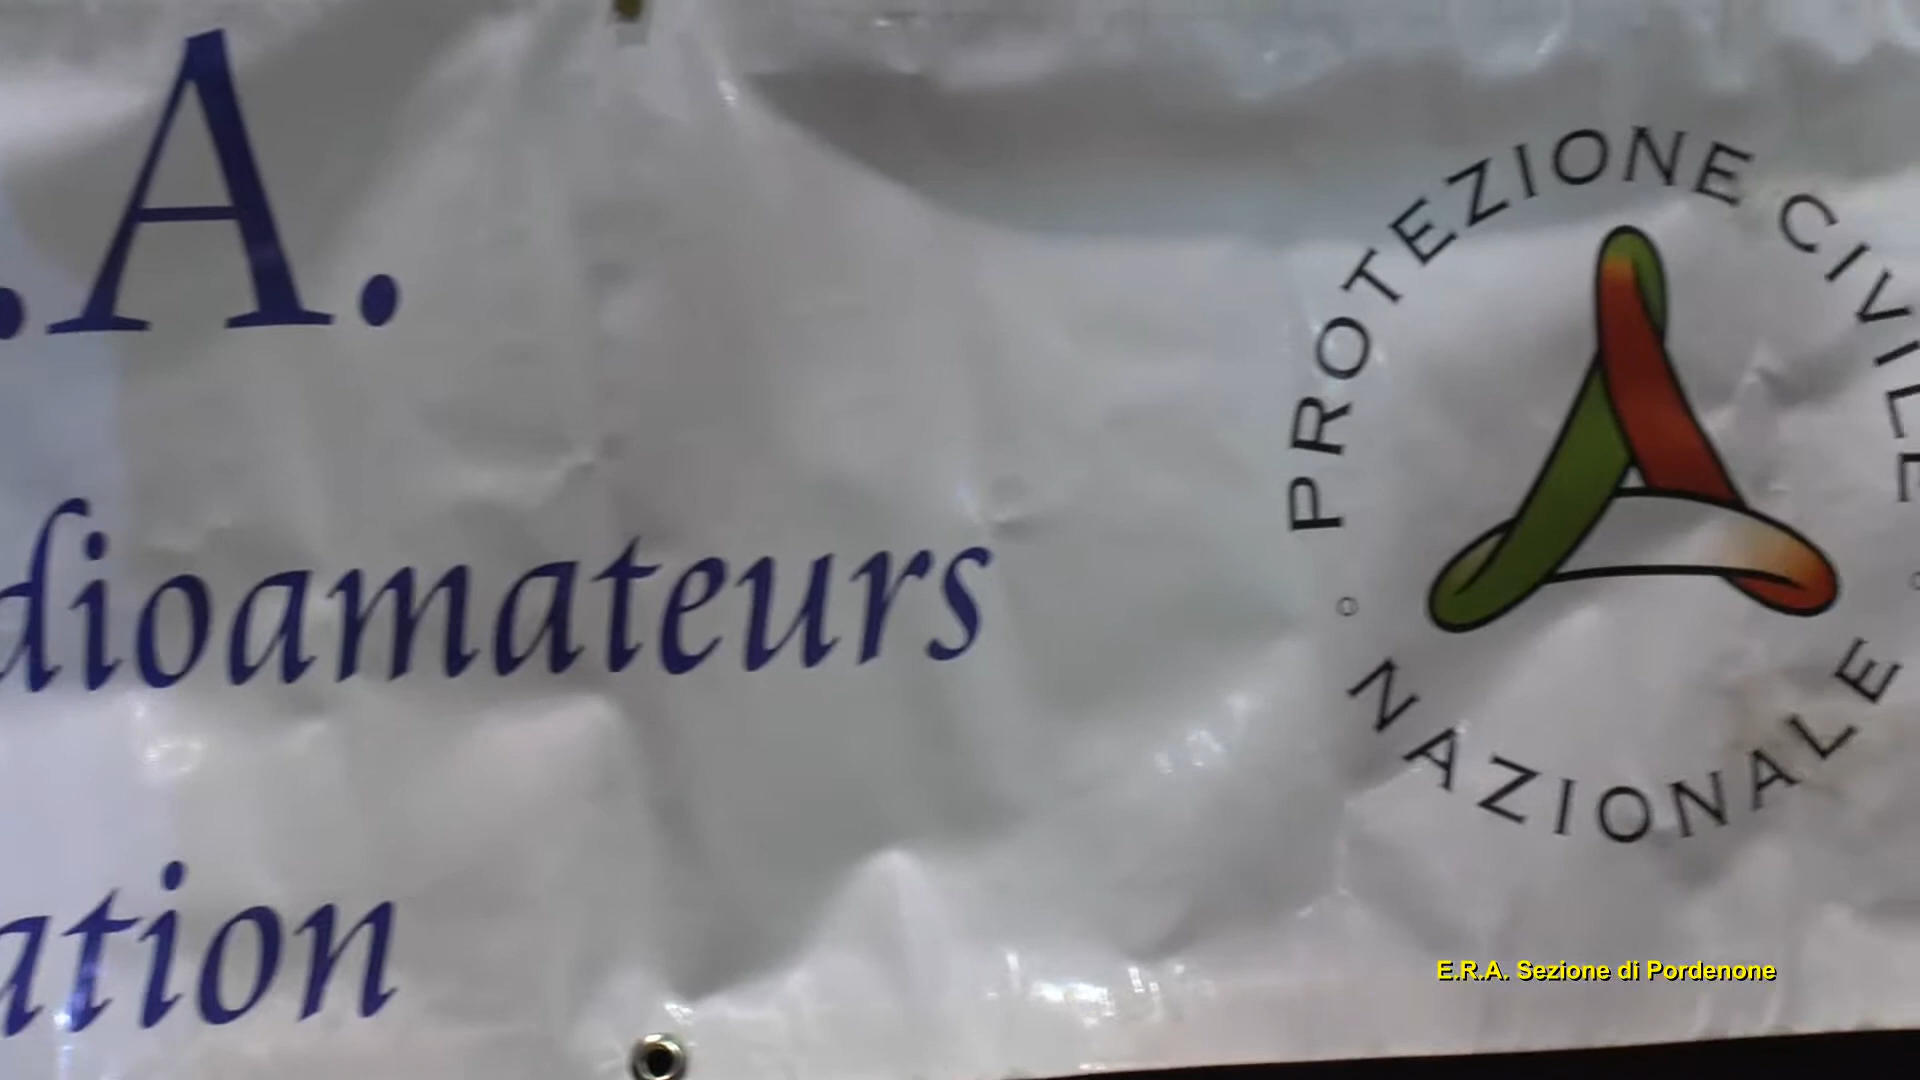 .A.
dioamateurs
ation
PROTEZIONE CIVILE
NAZIONALE
E.R.A. Sezione di Pordenone